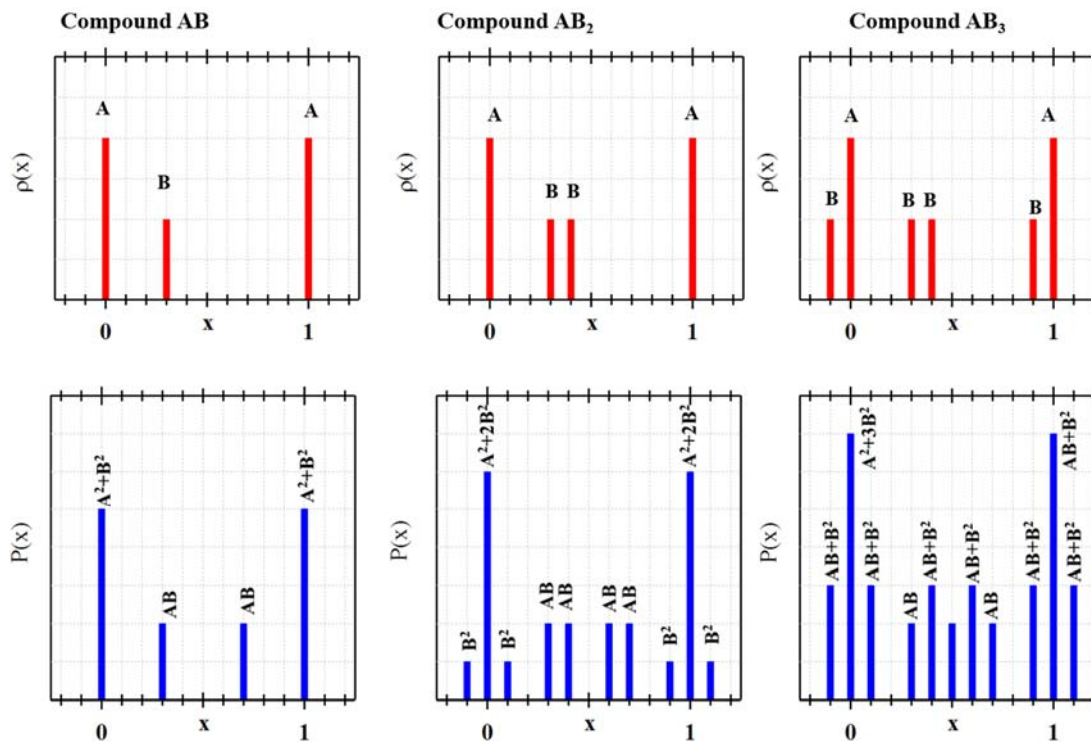 Compound AB
Compound AB₂
Compound AB₃
ρ(x)
A
B
A
0
x
1
ρ(x)
A
B
B
A
0
x
1
ρ(x)
B
A
B
B
B
A
0
x
1
P(x)
A²+B²
AB
AB
A²+B²
0
x
1
P(x)
B²
A²+2B²
B²
AB
AB
AB
AB
B²
A²+2B²
B²
0
x
1
P(x)
AB+B²
A²+3B²
AB+B²
AB
AB+B²
AB+B²
AB
AB+B²
AB+B²
AB+B²
0
x
1